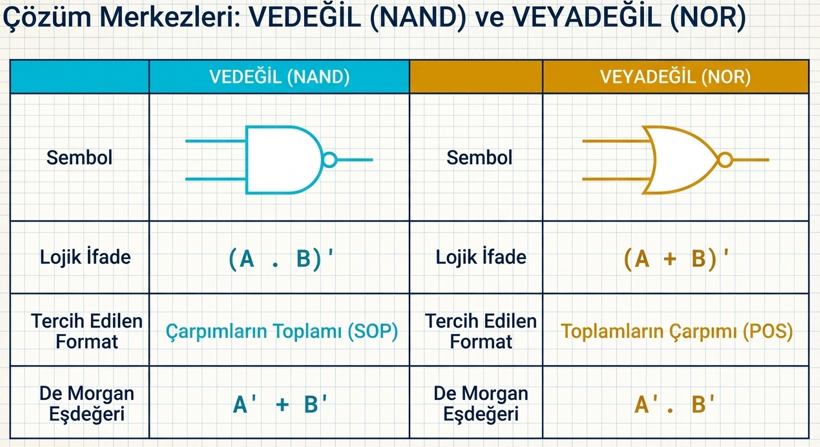 Çözüm Merkezleri: VEDEĞİL (NAND) ve VEYADEĞİL (NOR)
VEDEĞİL (NAND)
VEYADEĞİL (NOR)
Sembol
Sembol
Lojik İfade
(A . B)'
Lojik İfade
(A + B)'
Tercih Edilen
Format
Çarpımların Toplamı (SOP)
Tercih Edilen
Format
Toplamların Çarpımı (POS)
De Morgan
Eşdeğeri
A' + B'
De Morgan
Eşdeğeri
A' . B'